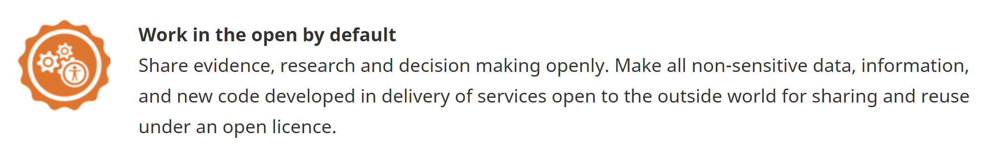 Work in the open by default
Share evidence, research and decision making openly. Make all non-sensitive data, information,
and new code developed in delivery of services open to the outside world for sharing and reuse
under an open licence.